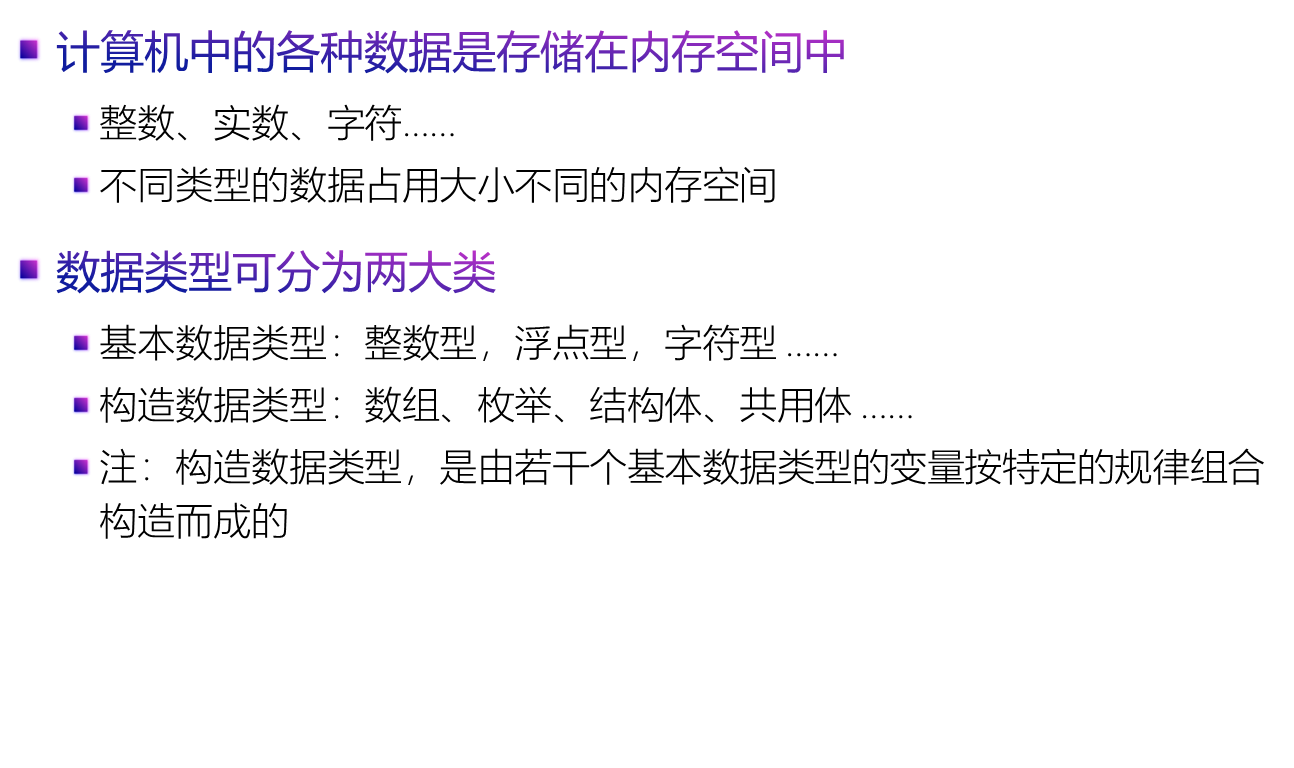 计算机中的各种数据是存储在内存空间中
整数、实数、字符……
不同类型的数据占用大小不同的内存空间
数据类型可分为两大类
基本数据类型：整数型，浮点型，字符型 ……
构造数据类型：数组、枚举、结构体、共用体 ……
注：构造数据类型，是由若干个基本数据类型的变量按特定的规律组合
构造而成的